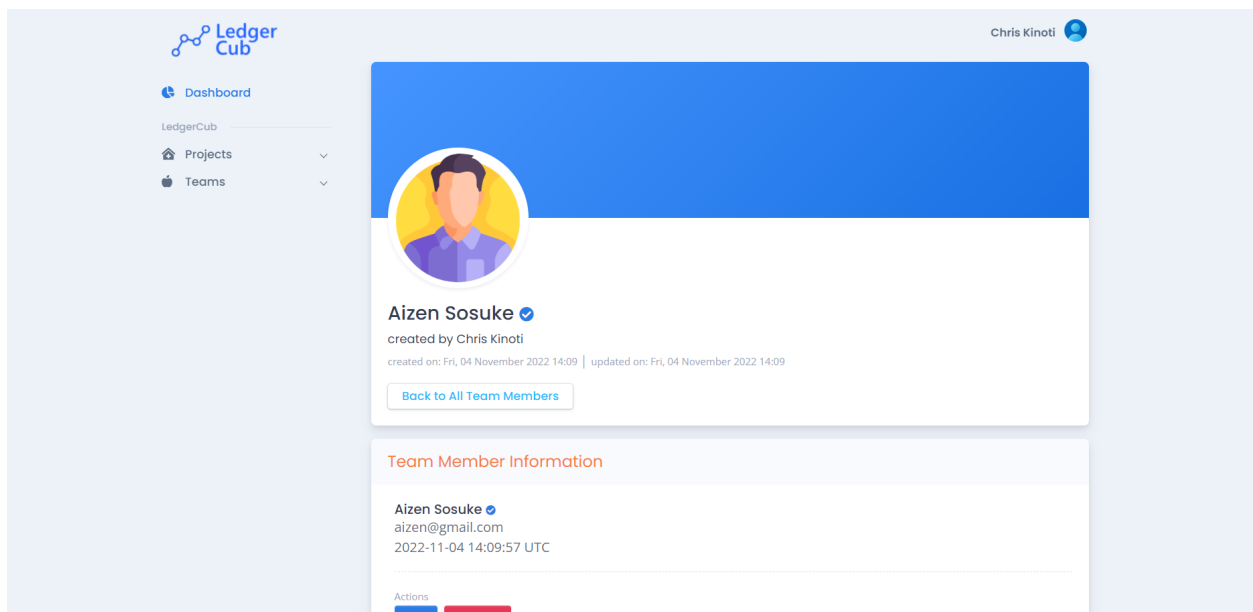 Ledger
Cub
Chris Kinoti
Dashboard
LedgerCub
Projects
Teams
Aizen Sosuke
created by Chris Kinoti
created on: Fri, 04 November 2022 14:09 | updated on: Fri, 04 November 2022 14:09
Back to All Team Members
Team Member Information
Aizen Sosuke
aizen@gmail.com
2022-11-04 14:09:57 UTC
Actions